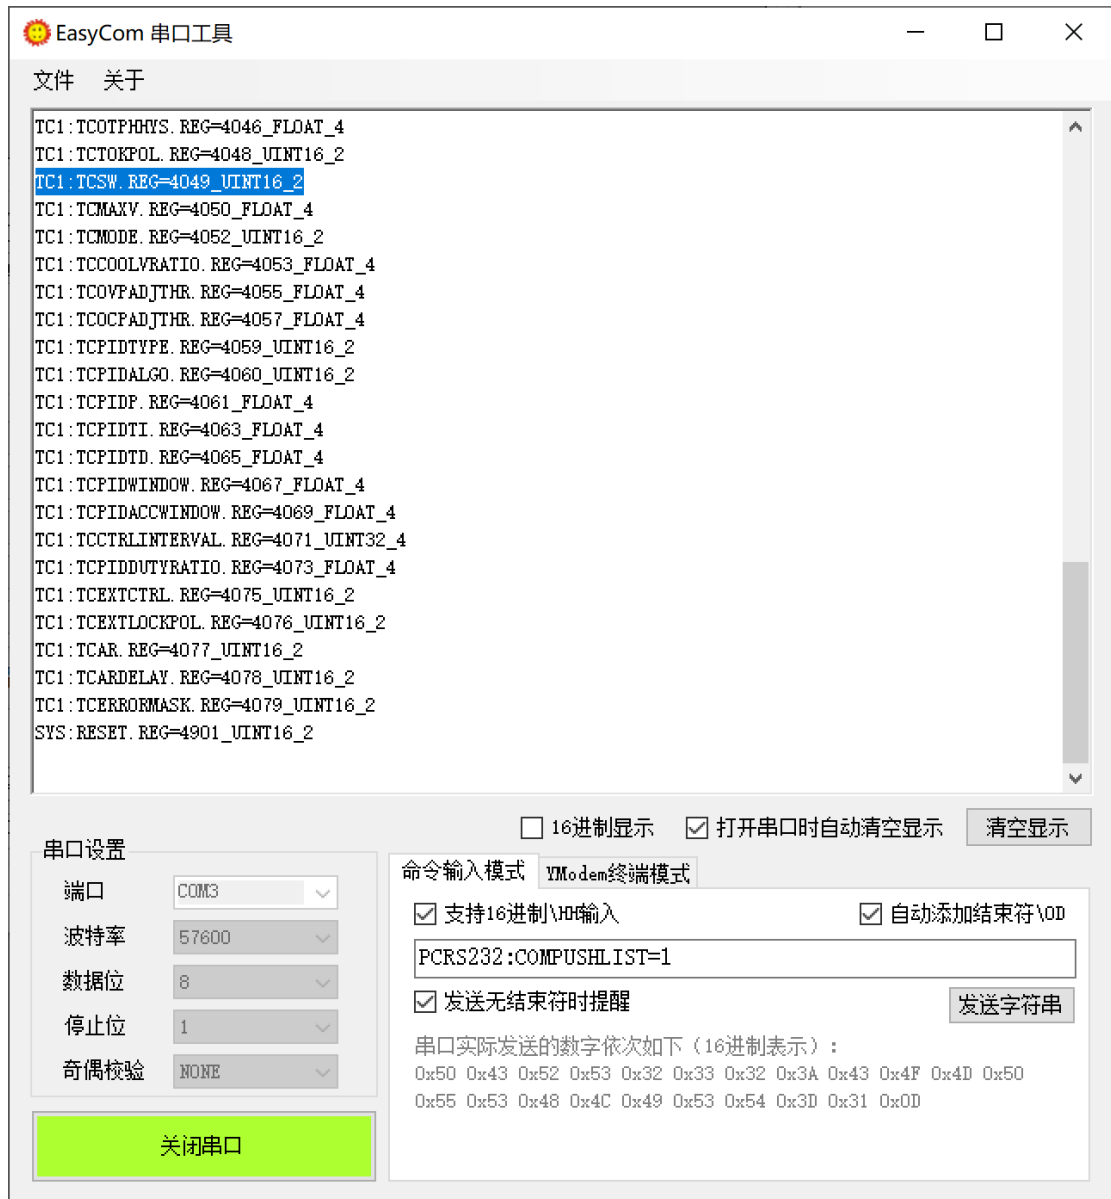 EasyCom 串口工具
文件 关于
TC1:TCOTPHHYS.REG=4046_FLOAT_4
TC1:TCTOKPOL.REG=4048_UINT16_2
TC1:TCSW.REG=4049_UINT16_2
TC1:TCMAXV.REG=4050_FLOAT_4
TC1:TCMODE.REG=4052_UINT16_2
TC1:TCCOOLVRATIO.REG=4053_FLOAT_4
TC1:TCOVPADJTHR.REG=4055_FLOAT_4
TC1:TCOCPADJTHR.REG=4057_FLOAT_4
TC1:TCPIDTYPE.REG=4059_UINT16_2
TC1:TCPIDALGO.REG=4060_UINT16_2
TC1:TCPIDP.REG=4061_FLOAT_4
TC1:TCPIDTI.REG=4063_FLOAT_4
TC1:TCPIDTD.REG=4065_FLOAT_4
TC1:TCPIDWINDOW.REG=4067_FLOAT_4
TC1:TCPIDACCWINDOW.REG=4069_FLOAT_4
TC1:TCCTRLINTERVAL.REG=4071_UINT32_4
TC1:TCPIDDUTYRATIO.REG=4073_FLOAT_4
TC1:TCEXTCTRL.REG=4075_UINT16_2
TC1:TCEXTLOCKPOL.REG=4076_UINT16_2
TC1:TCAR.REG=4077_UINT16_2
TC1:TCARDELAY.REG=4078_UINT16_2
TC1:TCERRORMASK.REG=4079_UINT16_2
SYS:RESET.REG=4901_UINT16_2
16进制显示 打开串口时自动清空显示 清空显示
串口设置
端口 COM3
波特率 57600
数据位 8
停止位 1
奇偶校验 NONE
关闭串口
命令输入模式 YModem终端模式
支持16进制\HH输入 自动添加结束符\0D
PCRS232:COMPUSHLIST=1
发送无结束符时提醒 发送字符串
串口实际发送的数字依次如下（16进制表示）:
0x50 0x43 0x52 0x53 0x32 0x33 0x32 0x3A 0x43 0x4F 0x4D 0x50
0x55 0x53 0x48 0x4C 0x49 0x53 0x54 0x3D 0x31 0x0D